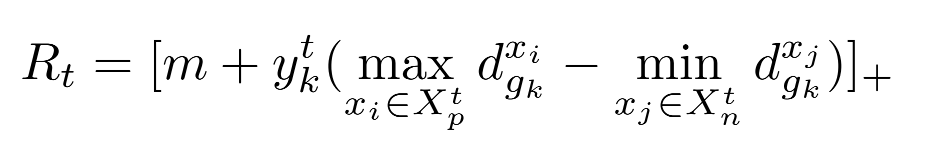 R_t = [m + y_k^t(\max_{x_i \in X_p^t} d_{g_k}^{x_i} - \min_{x_j \in X_n^t} d_{g_k}^{x_j})]_+